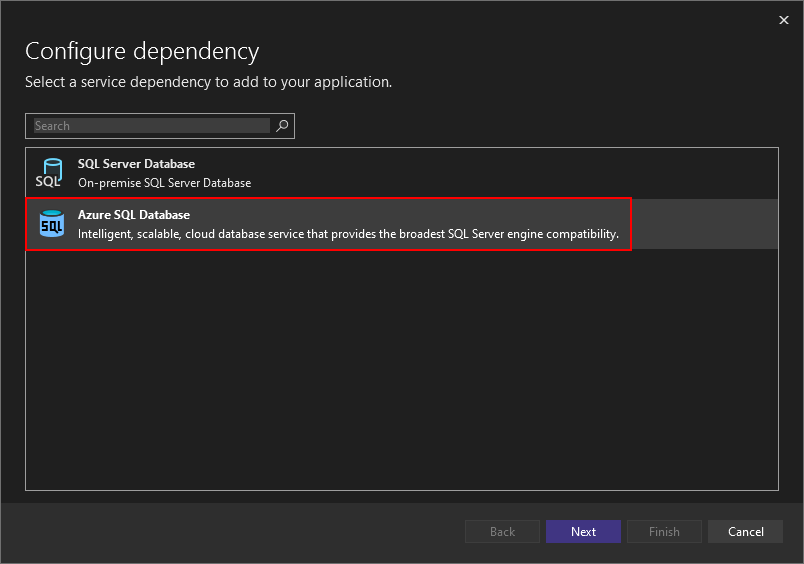 Configure dependency
Select a service dependency to add to your application.
Search
SQL
SQL Server Database
On-premise SQL Server Database
SQL
Azure SQL Database
Intelligent, scalable, cloud database service that provides the broadest SQL Server engine compatibility.
Back
Next
Finish
Cancel